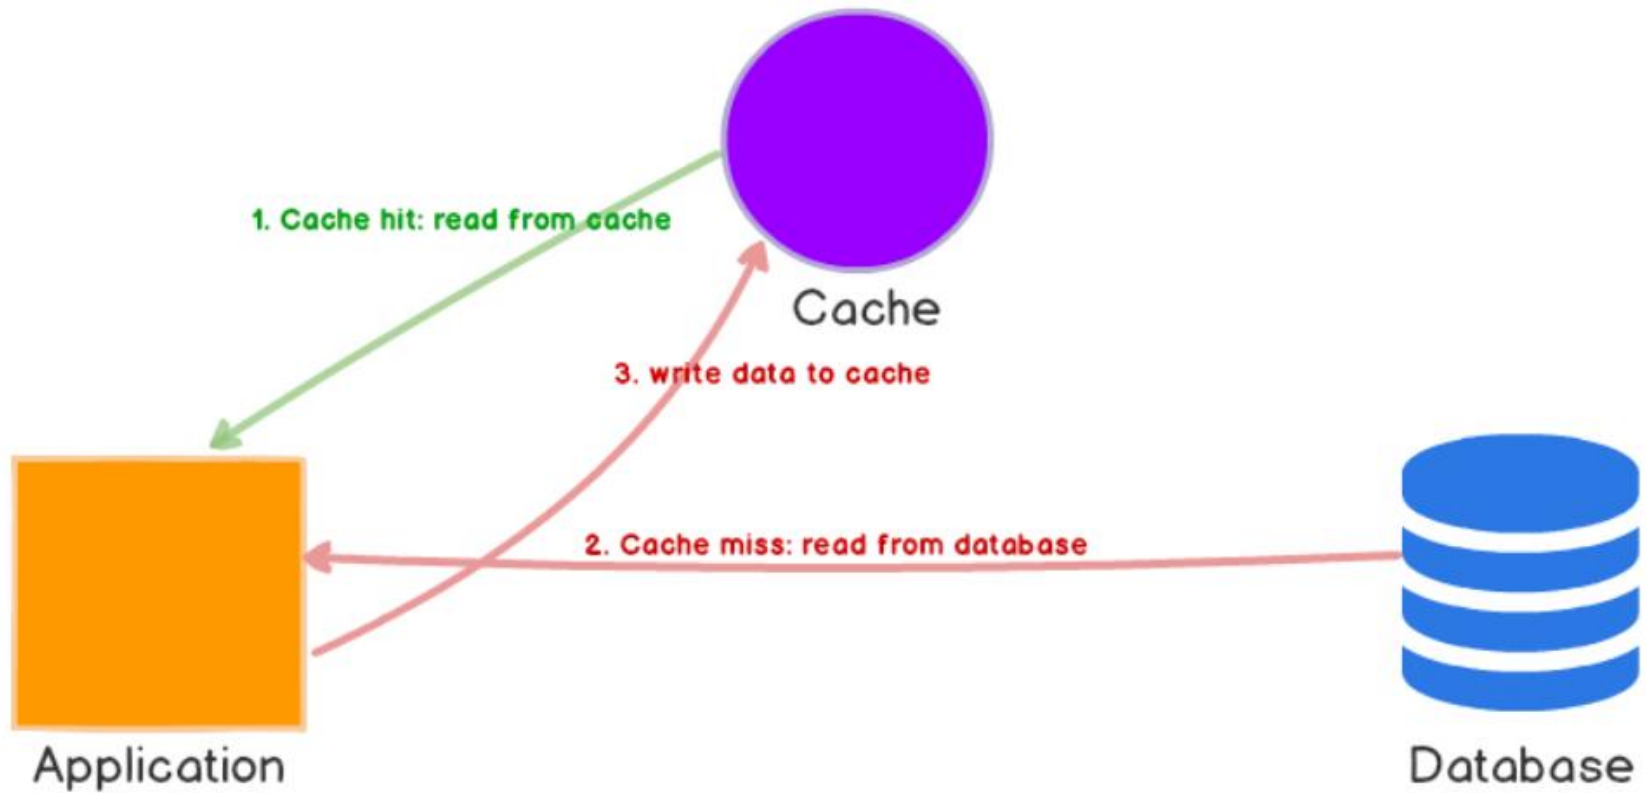 1. Cache hit: read from cache
Cache
3. write data to cache
2. Cache miss: read from database
Application
Database